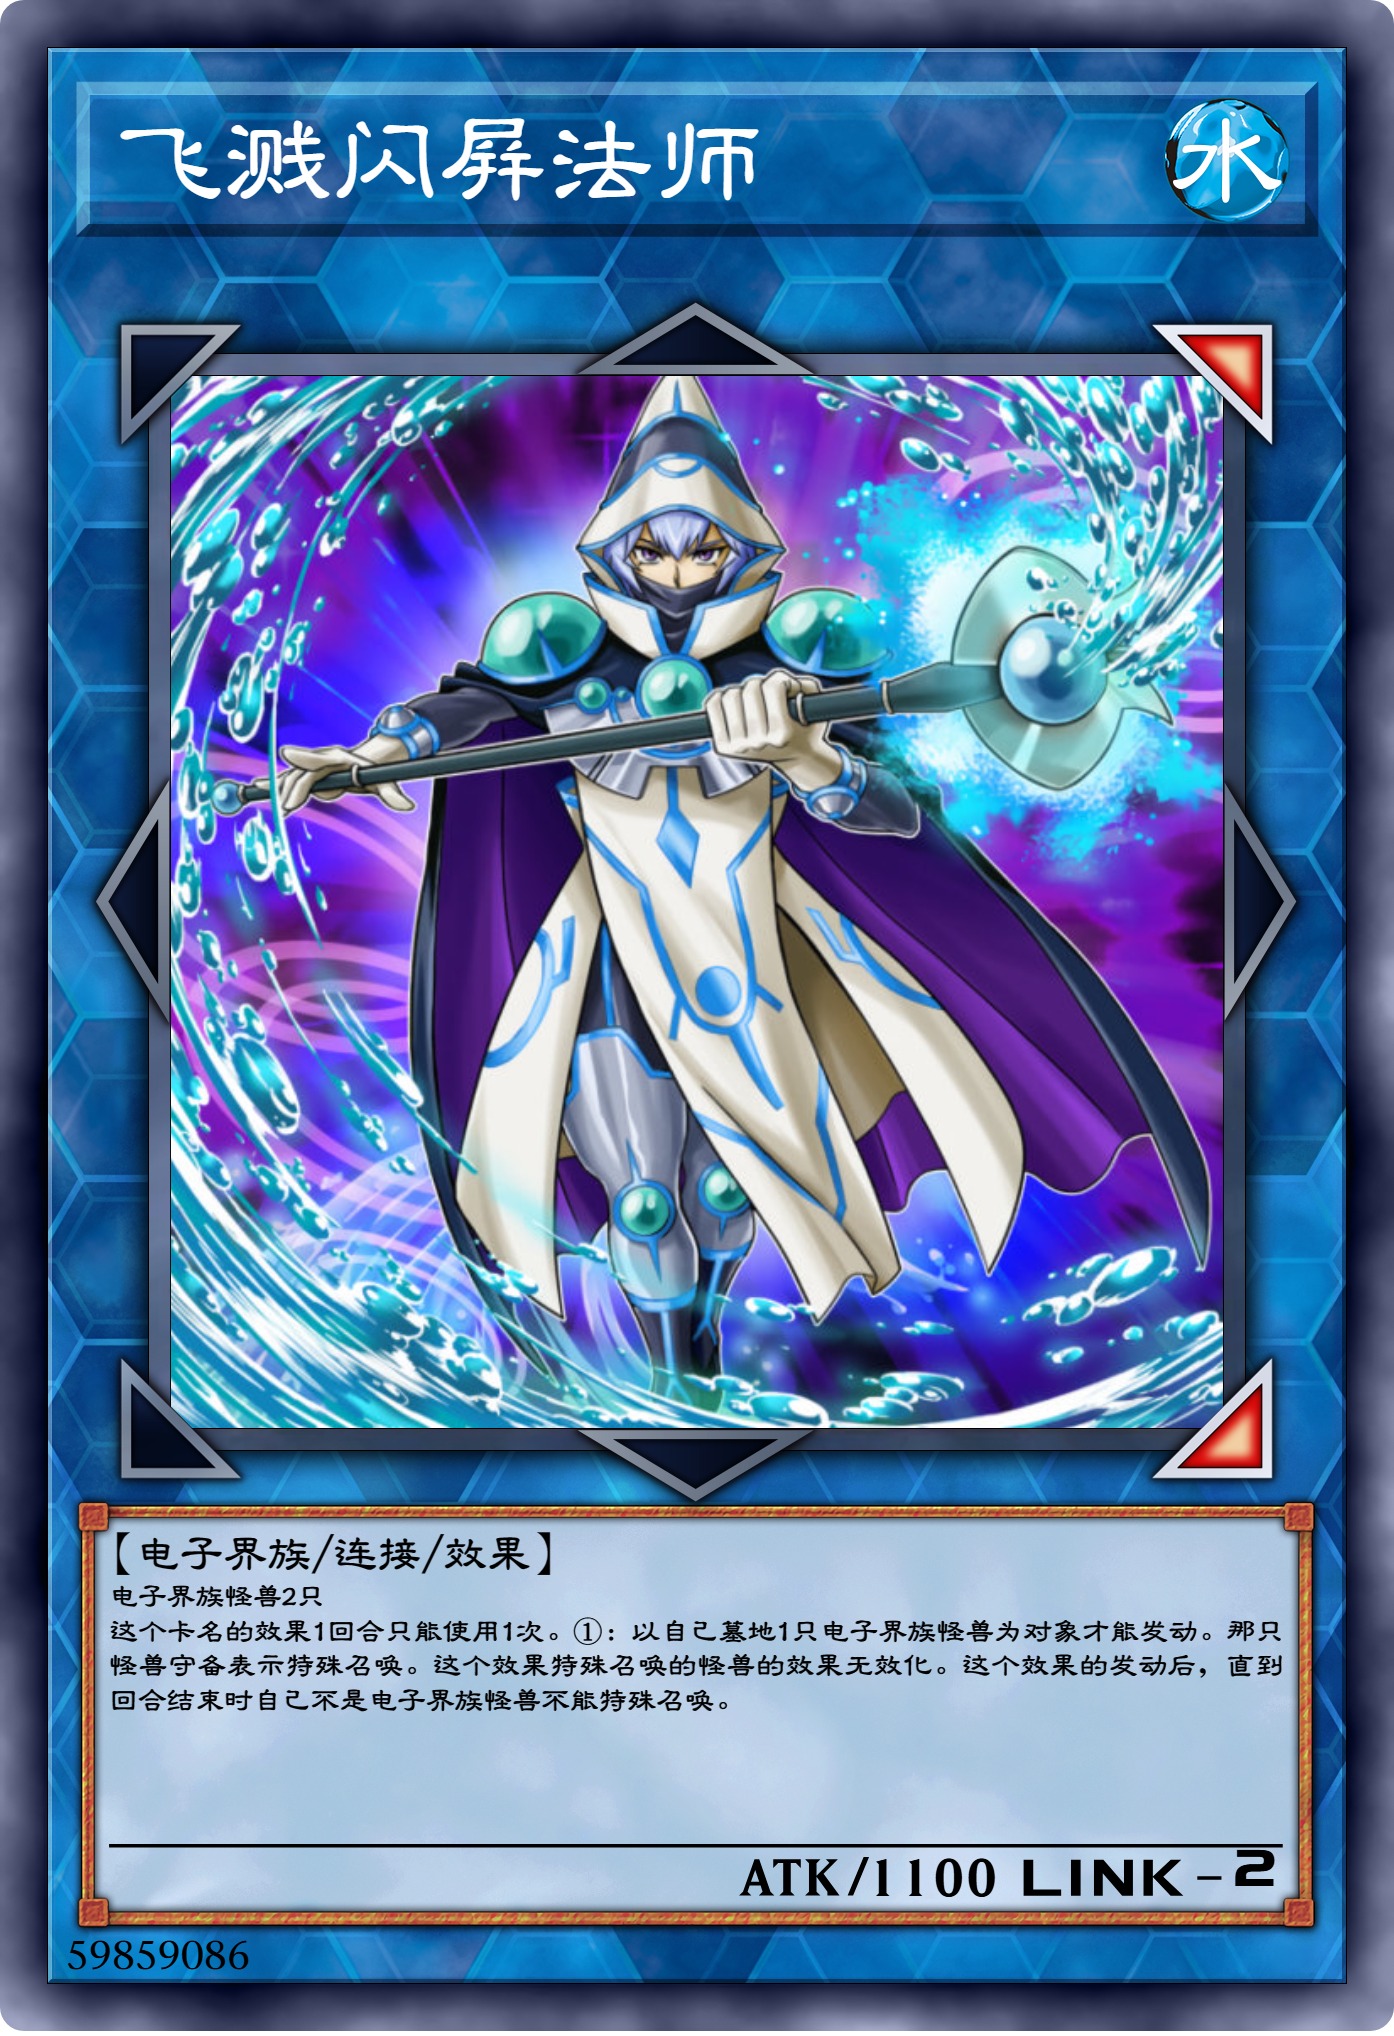 飞溅闪屏法师
水
【电子界族/连接/效果】
电子界族怪兽2只
这个卡名的效果1回合只能使用1次。①：以自己墓地1只电子界族怪兽为对象才能发动。那只
怪兽守备表示特殊召唤。这个效果特殊召唤的怪兽的效果无效化。这个效果的发动后，直到
回合结束时自己不是电子界族怪兽不能特殊召唤。
ATK/1100 LINK-2
59859086